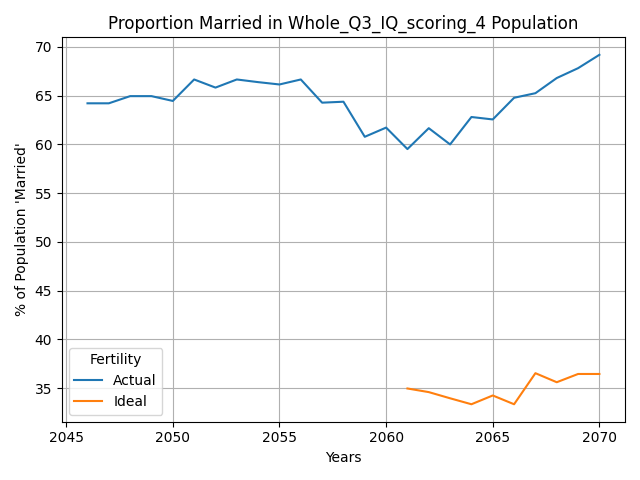 Proportion Married in Whole_Q3_IQ_scoring_4 Population
% of Population 'Married'
70
65
60
55
50
45
40
35
Fertility
Actual
Ideal
2045 2050 2055 2060 2065 2070
Years